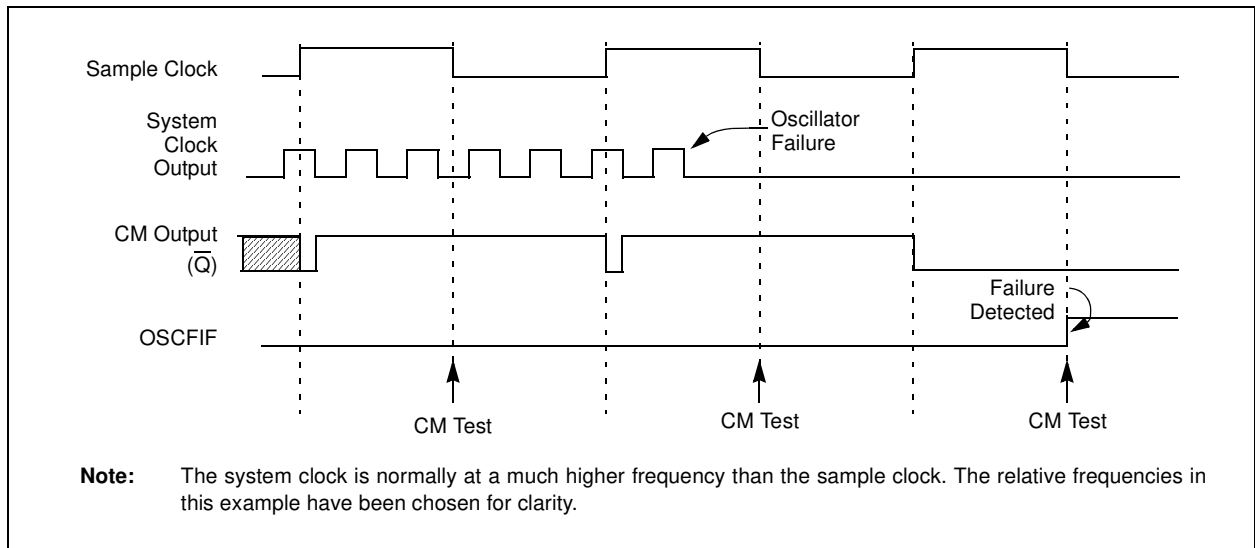 Sample Clock
System
Clock
Output
Oscillator
Failure
CM Output
(Q̅)
Failure
Detected
OSCFIF
CM Test
CM Test
CM Test
Note: The system clock is normally at a much higher frequency than the sample clock. The relative frequencies in
this example have been chosen for clarity.